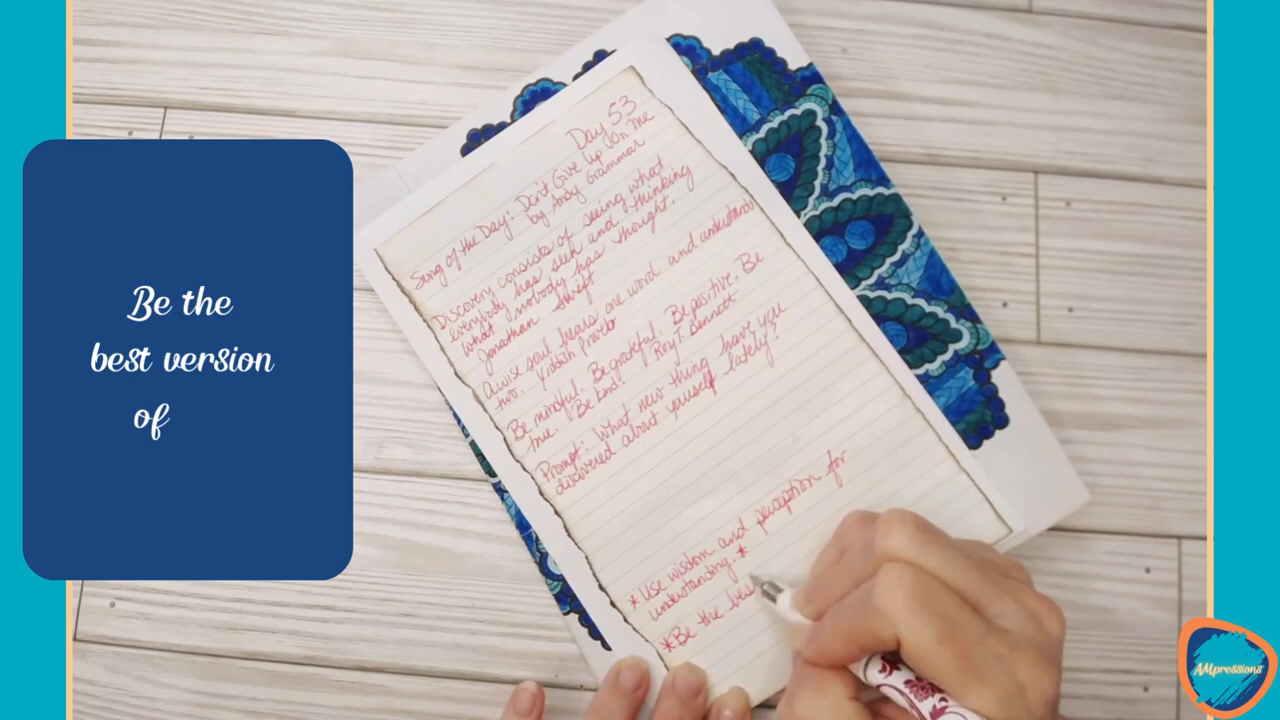 Be the
best version
of
Day 53
Song of the Day: Don't Give Up On Me
by Andy Grammar
Discovery consists of seeing what
everybody has seen and thinking
what nobody has thought.
Jonathan Swift
A wise soul hears one word and understands
two. Yiddish Proverb
Be mindful. Be grateful. Be positive. Be
true. Be kind. Roy T. Bennett
Prompt: What new thing have you
discovered about yourself lately?
*Use wisdom and perception for
understanding.*
*Be the bes
AMpressions